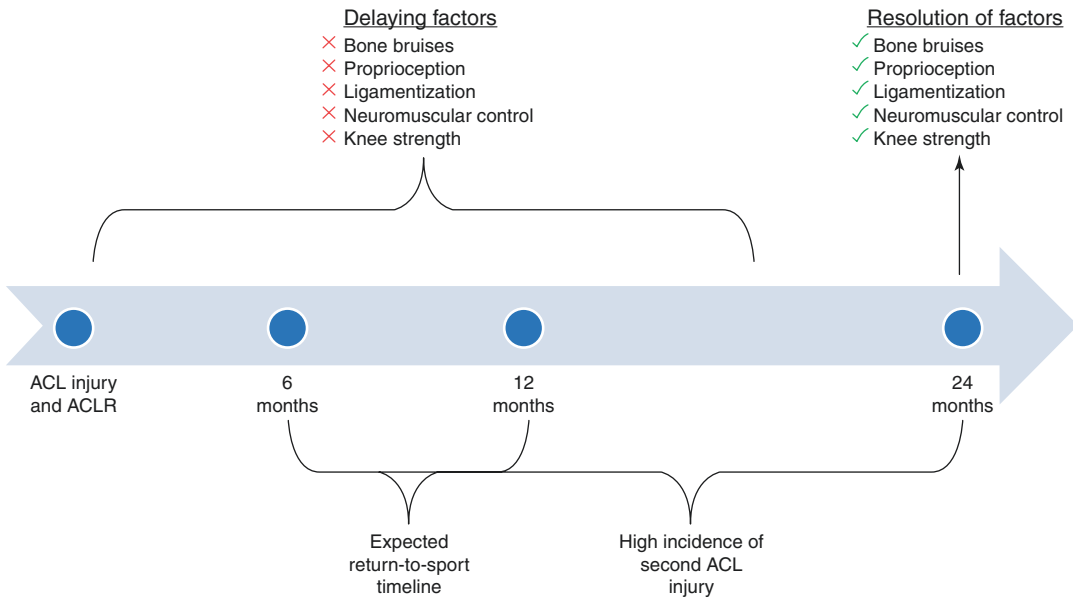 Delaying factors
Bone bruises
Proprioception
Ligamentization
Neuromuscular control
Knee strength
Resolution of factors
Bone bruises
Proprioception
Ligamentization
Neuromuscular control
Knee strength
ACL injury
and ACLR
6
months
12
months
24
months
Expected
return-to-sport
timeline
High incidence of
second ACL
injury